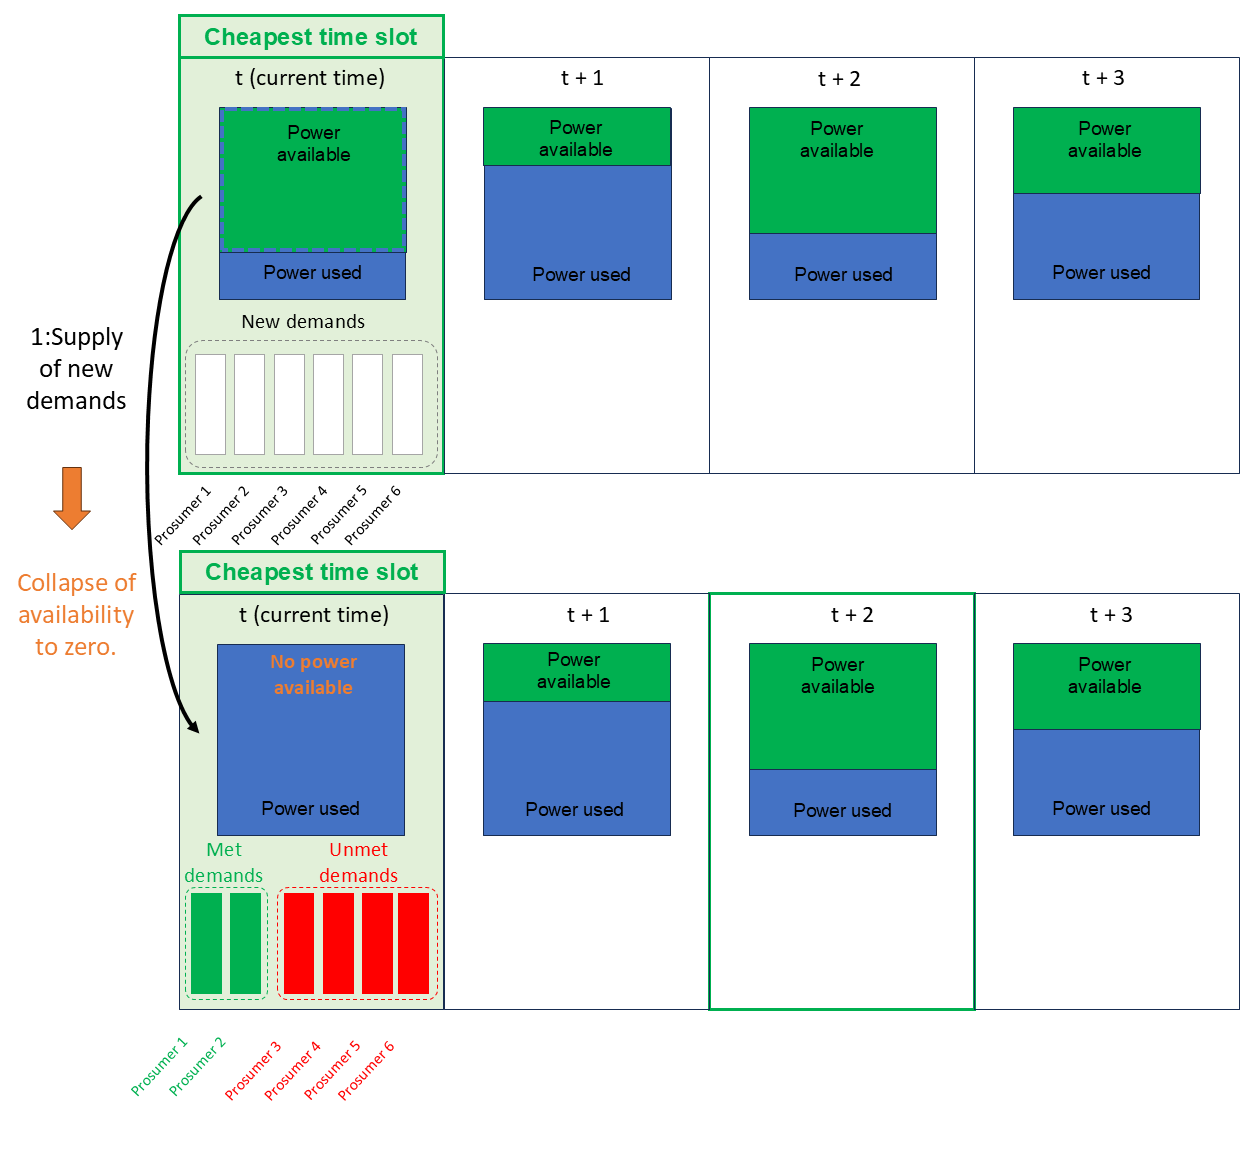 Cheapest time slot
t (current time)
t + 1
t + 2
t + 3
Power
available
Power used
Power
available
Power used
Power
available
Power used
Power
available
Power used
New demands
1:Supply
of new
demands
Prosumer 1
Prosumer 2
Prosumer 3
Prosumer 4
Prosumer 5
Prosumer 6
Collapse of
availability
to zero.
Cheapest time slot
t (current time)
t + 1
t + 2
t + 3
No power
available
Power used
Power
available
Power used
Power
available
Power used
Power
available
Power used
Met
demands
Unmet
demands
Prosumer 1
Prosumer 2
Prosumer 3
Prosumer 4
Prosumer 5
Prosumer 6